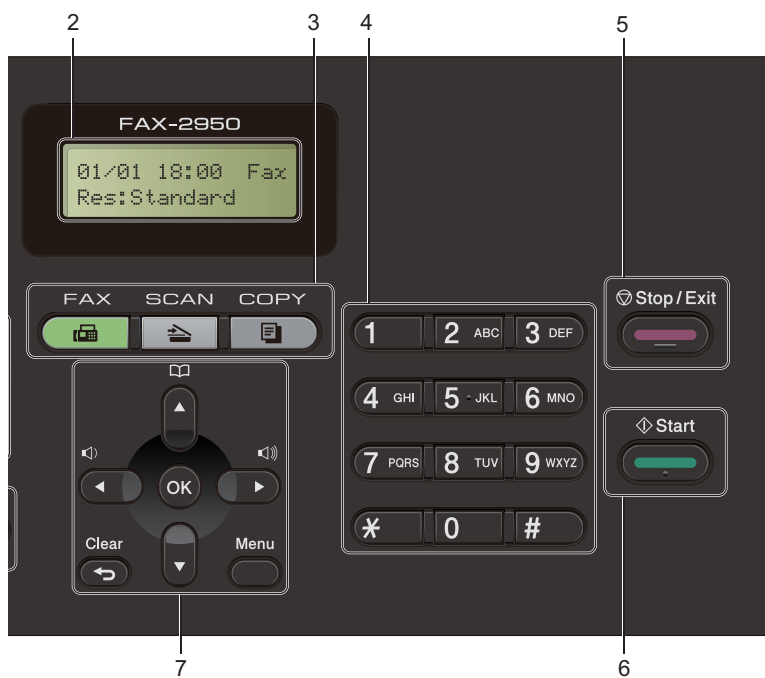 2 3 4 5
FAX-2950
01/01 18:00 Fax
Res:Standard
FAX SCAN COPY
Stop/Exit
1 2 ABC 3 DEF
4 GHI 5 JKL 6 MNO
Start
7 PQRS 8 TUV 9 WXYZ
OK
* 0 #
Clear Menu
7 6